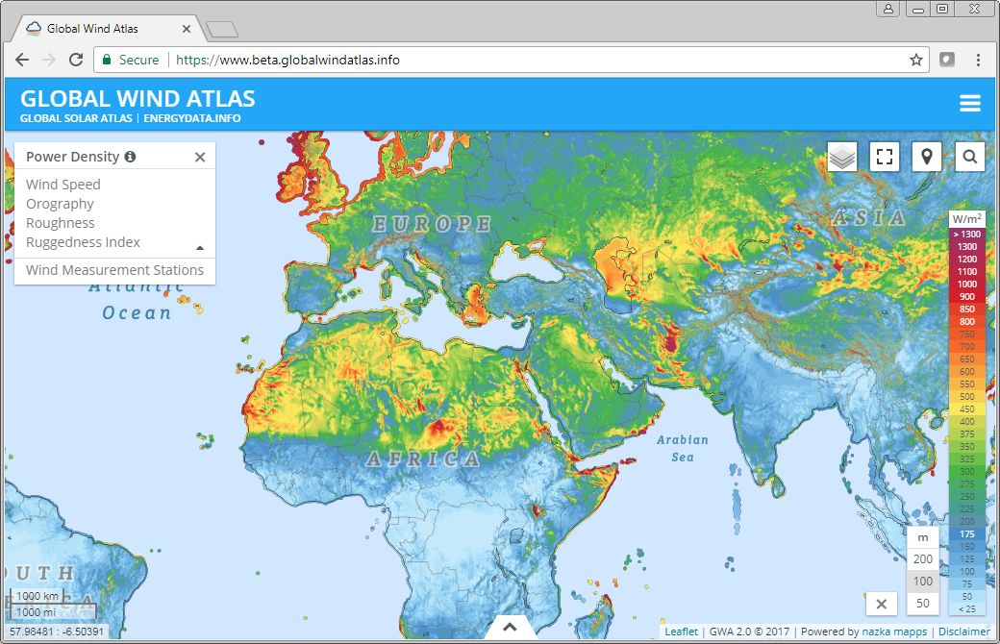 Global Wind Atlas
Secure
https://www.beta.globalwindatlas.info
GLOBAL WIND ATLAS
GLOBAL SOLAR ATLAS | ENERGYDATA.INFO
Power Density
Wind Speed
Orography
Roughness
Ruggedness Index
Wind Measurement Stations
Atlantic
Ocean
EUROPE
ASIA
AFRICA
Arabian
Sea
W/m²
> 1300
1300
1200
1100
1000
900
850
800
750
700
650
600
550
500
450
400
375
350
325
300
275
250
225
200
175
150
125
100
75
50
< 25
m
200
100
50
1000 km
1000 mi
57.98481 : -6.50391
Leaflet | GWA 2.0 © 2017 | Powered by nazka mapps | Disclaimer